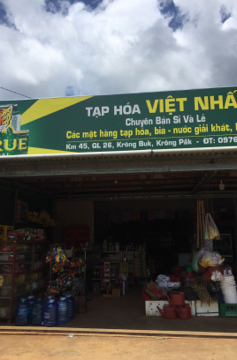 RUE
TẠP HÓA VIỆT NHẤ
Chuyên Bán Sỉ Và Lẻ
Các mặt hàng tạp hóa, bia - nước giải khát,
Km 45, QL 26, Krông Buk, Krông Pắk - ĐT: 0976